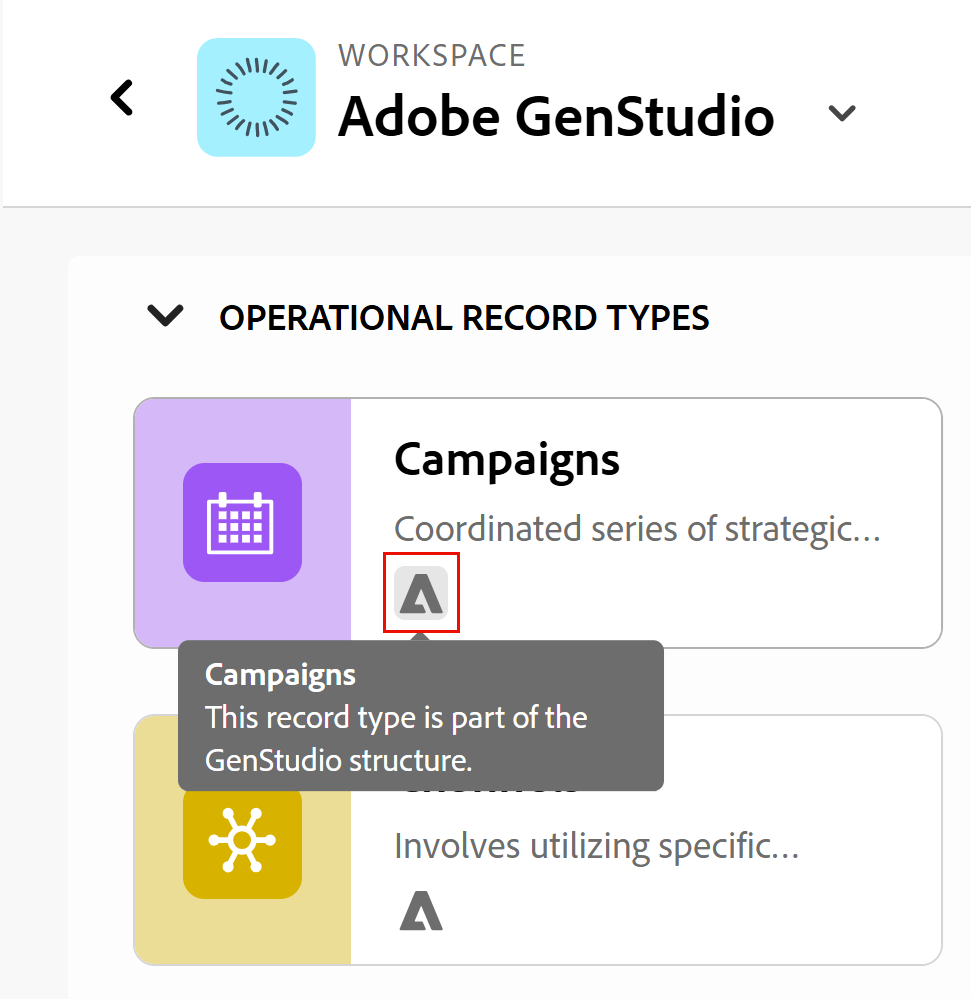 WORKSPACE
Adobe GenStudio
OPERATIONAL RECORD TYPES
Campaigns
Coordinated series of strategic...
Campaigns
This record type is part of the
GenStudio structure.
Involves utilizing specific...